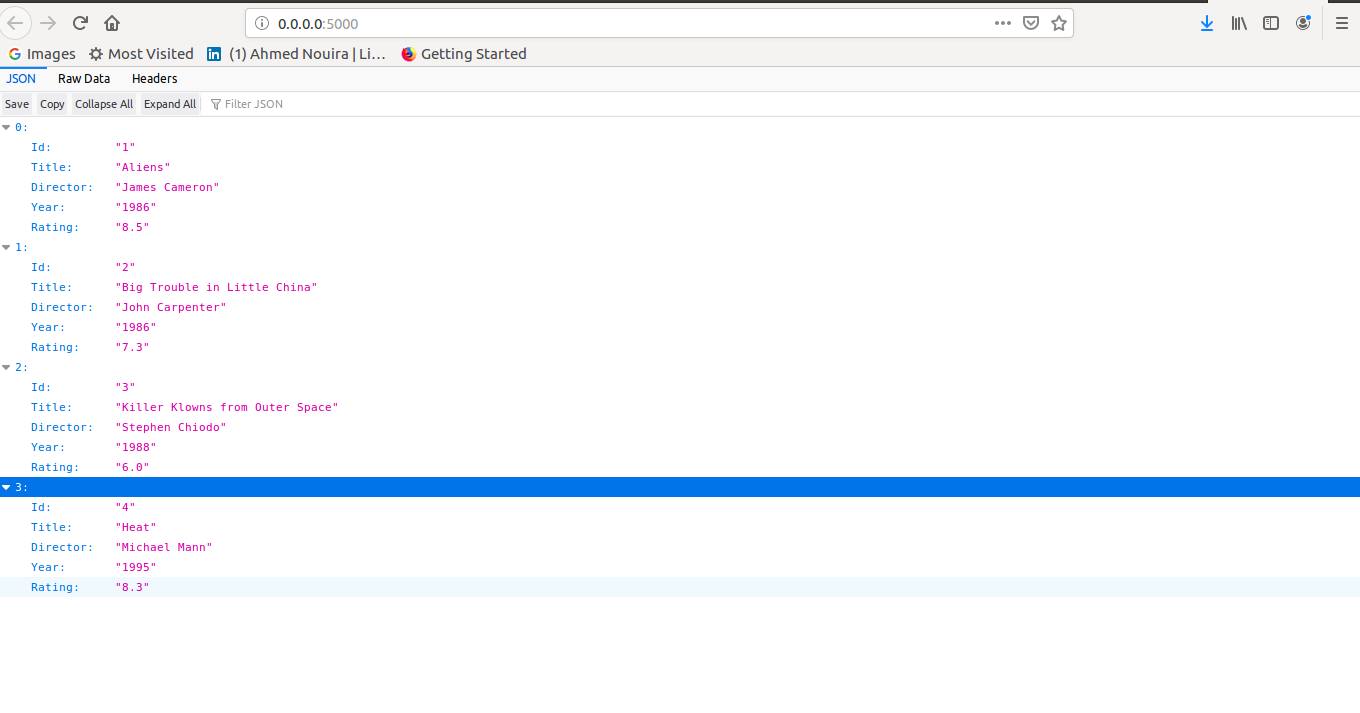 0.0.0.0:5000
Images Most Visited (1) Ahmed Nouira | Li… Getting Started
JSON Raw Data Headers
Save Copy Collapse All Expand All Filter JSON
0:
Id: "1"
Title: "Aliens"
Director: "James Cameron"
Year: "1986"
Rating: "8.5"
1:
Id: "2"
Title: "Big Trouble in Little China"
Director: "John Carpenter"
Year: "1986"
Rating: "7.3"
2:
Id: "3"
Title: "Killer Klowns from Outer Space"
Director: "Stephen Chiodo"
Year: "1988"
Rating: "6.0"
3:
Id: "4"
Title: "Heat"
Director: "Michael Mann"
Year: "1995"
Rating: "8.3"